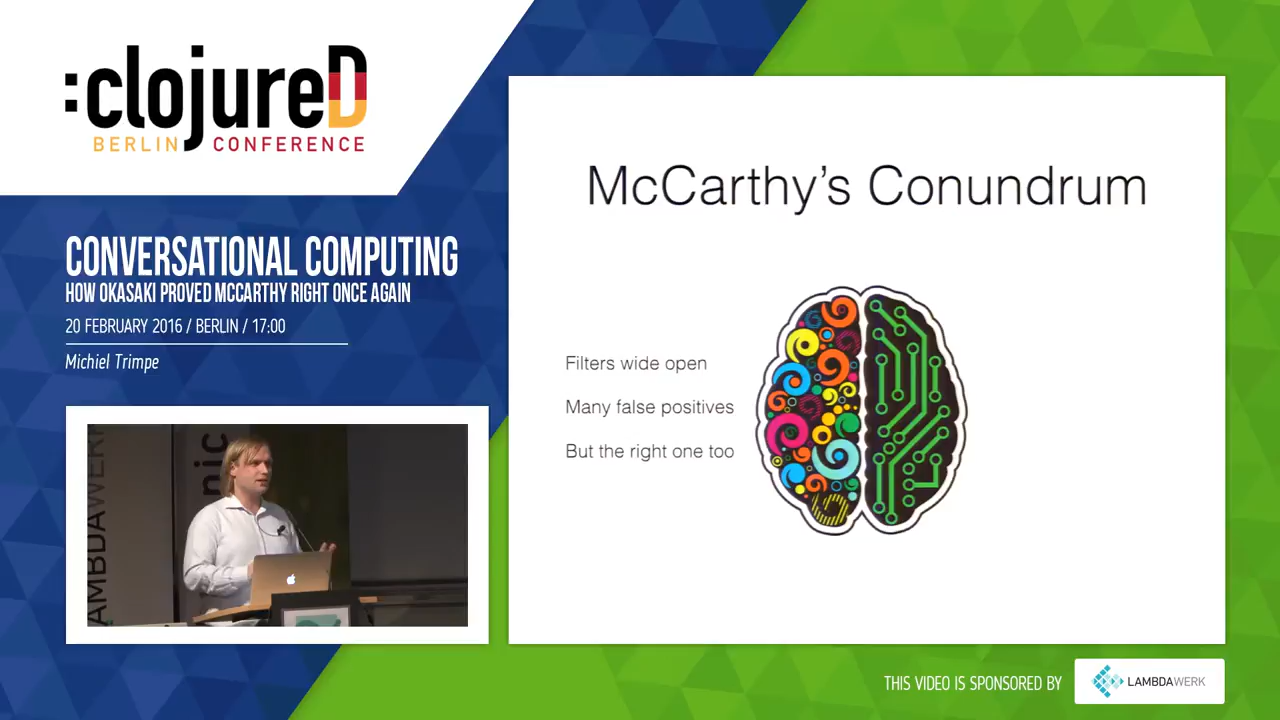 :clojureD
BERLIN CONFERENCE
CONVERSATIONAL COMPUTING
HOW OKASAKI PROVED MCCARTHY RIGHT ONCE AGAIN
20 FEBRUARY 2016 / BERLIN / 17:00
Michiel Trimpe
McCarthy's Conundrum
Filters wide open
Many false positives
But the right one too
AMBDAWERK
nic
THIS VIDEO IS SPONSORED BY
LAMBDAWERK